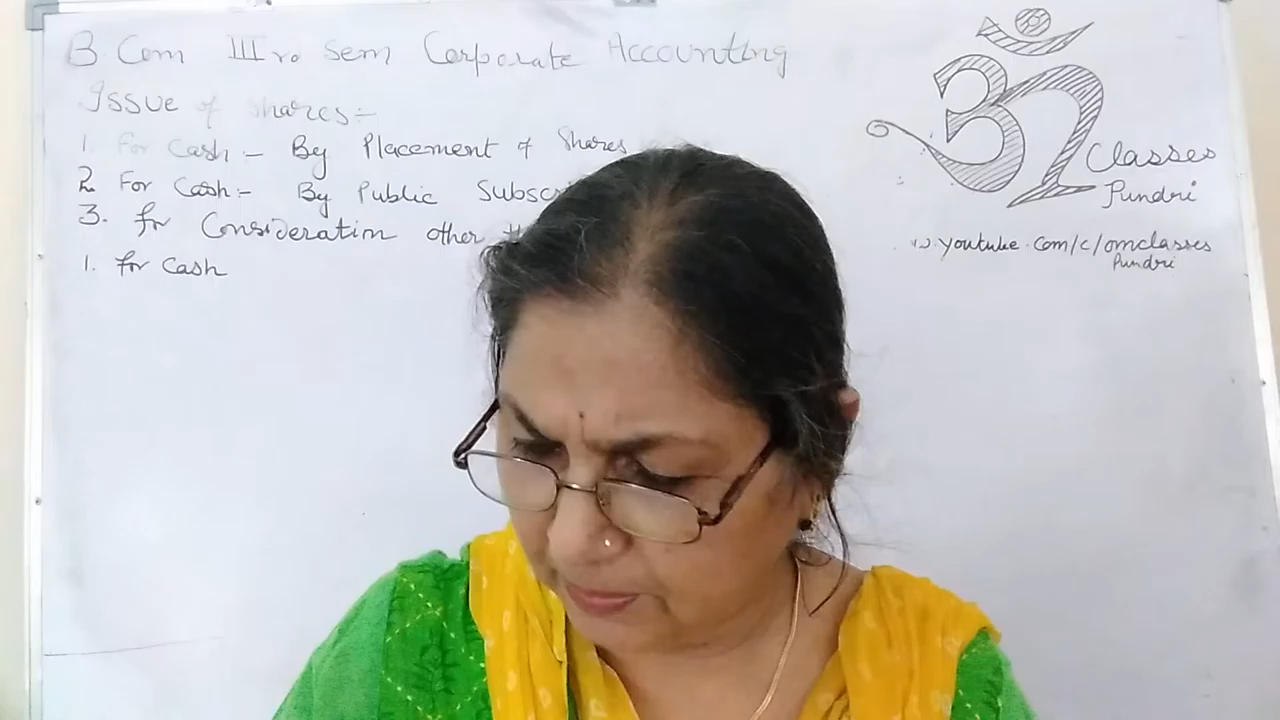 B.Com IIIrd Sem Corporate Accounting
Issue of shares:-
1. For Cash - By Placement of Shares
2. For Cash:- By Public
3. for Consideration other
1. for Cash
ॐ
Classes
Pundri
youtube.com/c/omclasses
Pundri